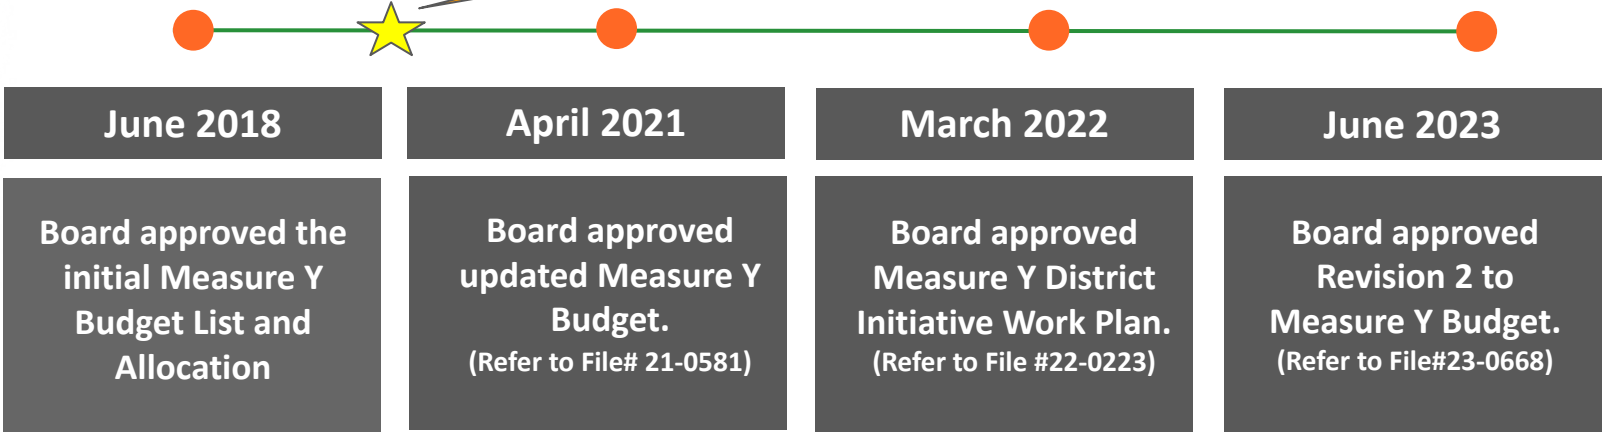 June 2018
Board approved the
initial Measure Y
Budget List and
Allocation
April 2021
Board approved
updated Measure Y
Budget.
(Refer to File# 21-0581)
March 2022
Board approved
Measure Y District
Initiative Work Plan.
(Refer to File #22-0223)
June 2023
Board approved
Revision 2 to
Measure Y Budget.
(Refer to File#23-0668)